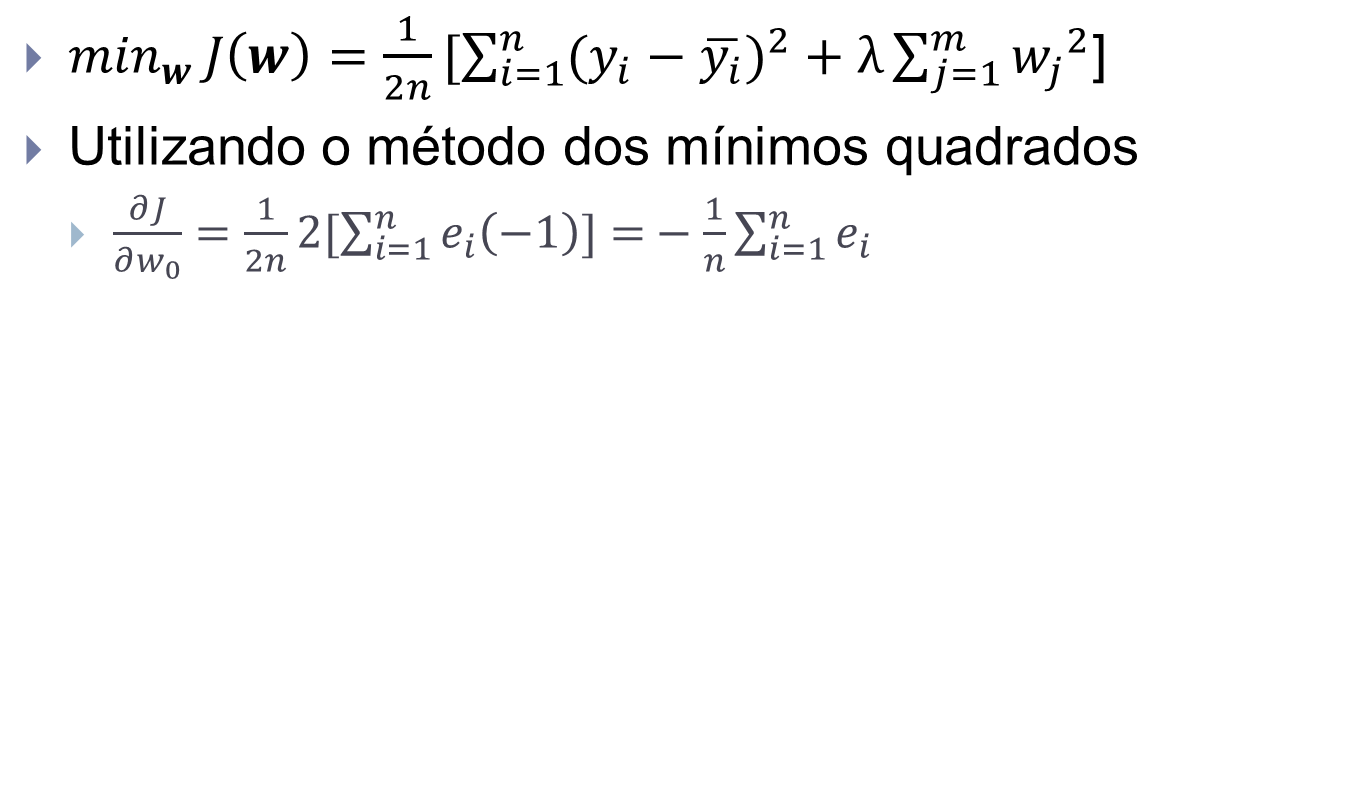 min_𝒘 J(𝒘) = 1/2n [∑_{i=1}^{n} (y_i − ȳ_i)² + λ ∑_{j=1}^{m} w_j²]
Utilizando o método dos mínimos quadrados
∂J/∂w₀ = 1/2n 2[∑_{i=1}^{n} e_i(−1)] = − 1/n ∑_{i=1}^{n} e_i